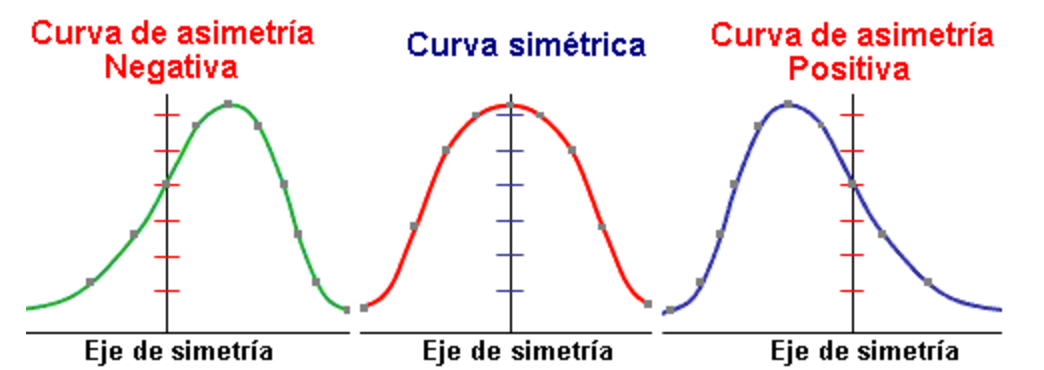 Curva de asimetría
Negativa
Curva simétrica
Curva de asimetría
Positiva
Eje de simetría
Eje de simetría
Eje de simetría